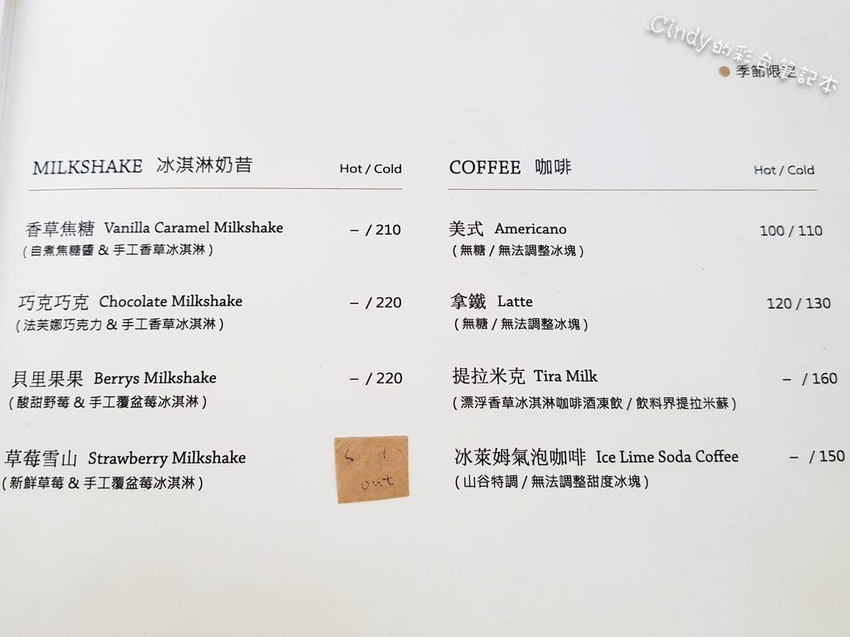 Cindy的彩色筆記本
季節限定
MILKSHAKE 冰淇淋奶昔 Hot / Cold
香草焦糖 Vanilla Caramel Milkshake – / 210
( 自煮焦糖醬 & 手工香草冰淇淋 )
巧克巧克 Chocolate Milkshake – / 220
( 法芙娜巧克力 & 手工香草冰淇淋 )
貝里果果 Berrys Milkshake – / 220
( 酸甜野莓 & 手工覆盆莓冰淇淋 )
草莓雪山 Strawberry Milkshake
( 新鮮草莓 & 手工覆盆莓冰淇淋 )
Sold
out
COFFEE 咖啡 Hot / Cold
美式 Americano 100 / 110
( 無糖 / 無法調整冰塊 )
拿鐵 Latte 120 / 130
( 無糖 / 無法調整冰塊 )
提拉米克 Tira Milk – / 160
( 漂浮香草冰淇淋咖啡酒凍飲 / 飲料界提拉米蘇 )
冰萊姆氣泡咖啡 Ice Lime Soda Coffee – / 150
( 山谷特調 / 無法調整甜度冰塊 )